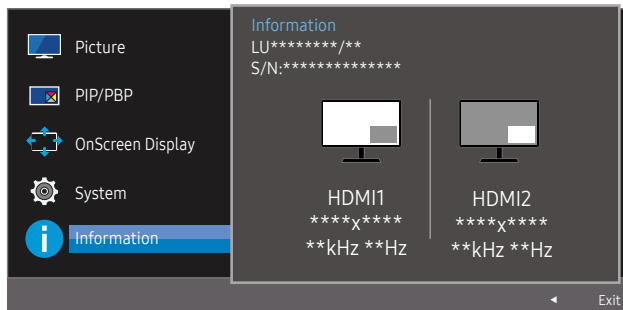 Picture
PIP/PBP
OnScreen Display
System
Information
Information
LU********/**
S/N:**************
HDMI1
****x****
**kHz **Hz
HDMI2
****x****
**kHz **Hz
Exit